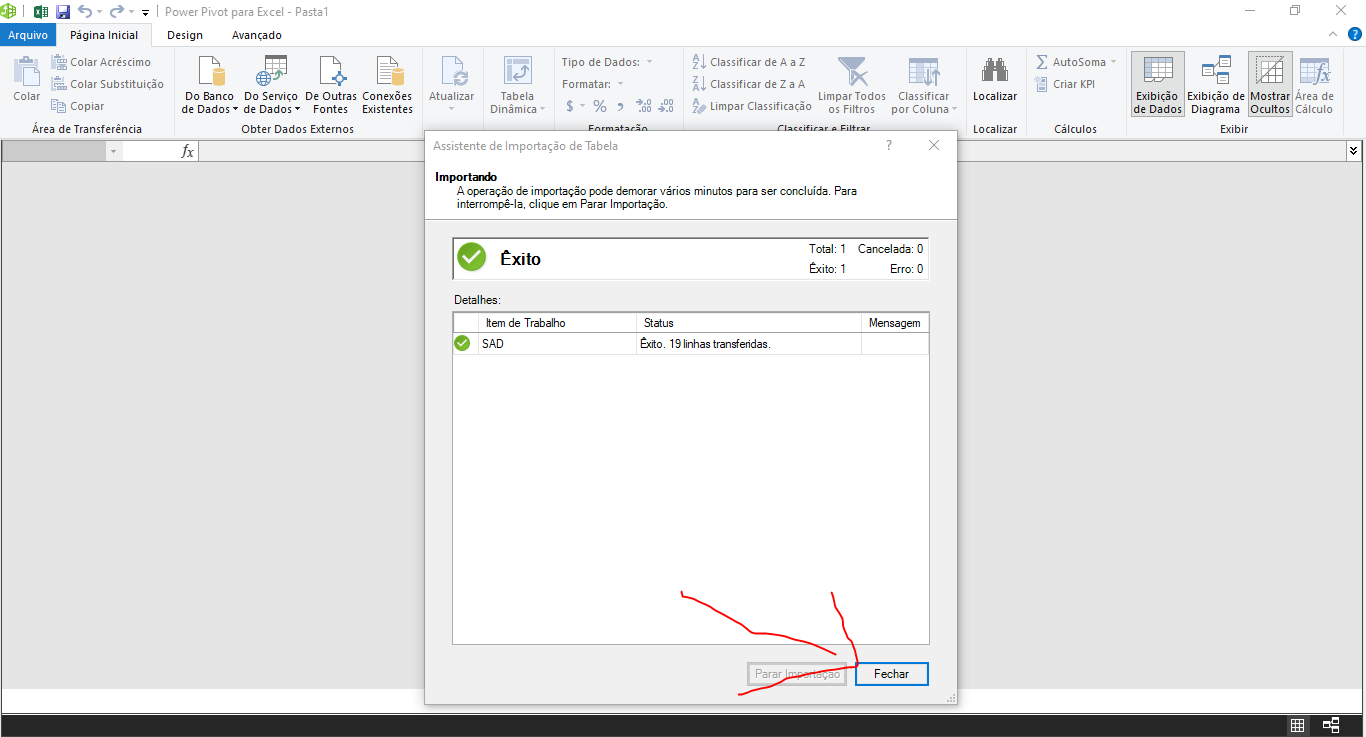 Power Pivot para Excel - Pasta1
Arquivo Página Inicial Design Avançado
Colar
Colar Acréscimo
Colar Substituição
Copiar
Área de Transferência
Do Banco de Dados
Do Serviço de Dados
De Outras Fontes
Conexões Existentes
Obter Dados Externos
Atualizar
Tabela Dinâmica
Tipo de Dados:
Formatar:
$ % ,
Formatação
Classificar de A a Z
Classificar de Z a A
Limpar Classificação
Limpar Todos os Filtros
Classificar por Coluna
Classificar e Filtrar
Localizar
Localizar
AutoSoma
Criar KPI
Cálculos
Exibição de Dados
Exibição de Diagrama
Mostrar Ocultos
Área de Cálculo
Exibir
fx
Assistente de Importação de Tabela
Importando
A operação de importação pode demorar vários minutos para ser concluída. Para
interrompê-la, clique em Parar Importação.
Êxito
Total: 1 Cancelada: 0
Êxito: 1 Erro: 0
Detalhes:
Item de Trabalho Status Mensagem
SAD Êxito. 19 linhas transferidas.
Parar Importação Fechar